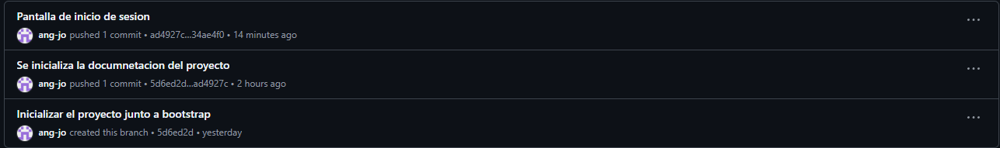 Pantalla de inicio de sesion
ang-jo pushed 1 commit • ad4927c...34ae4f0 • 14 minutes ago
Se inicializa la documnetacion del proyecto
ang-jo pushed 1 commit • 5d6ed2d...ad4927c • 2 hours ago
Inicializar el proyecto junto a bootstrap
ang-jo created this branch • 5d6ed2d • yesterday